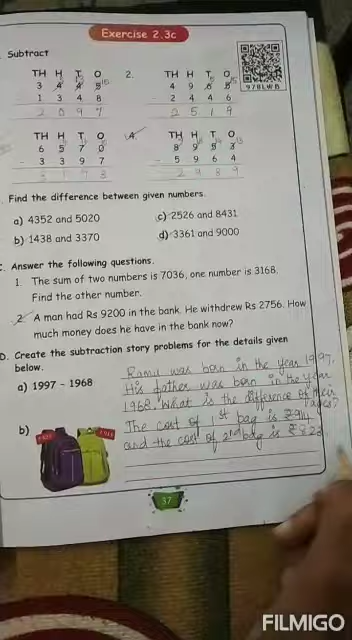 Exercise 2.3c
Subtract
TH H T O
3 4 4 5
1 3 4 8
2 0 9 7
2.
TH H T O
4 9 6 5
2 4 4 6
2 5 1 9
978LWB
TH H T O
6 5 7 0
- 3 3 9 7
3 1 7 3
4.
TH H T O
8 9 5 3
- 5 9 6 4
2 9 8 9
Find the difference between given numbers.
a) 4352 and 5020
c) 2526 and 8431
b) 1438 and 3370
d) 3361 and 9000
C. Answer the following questions.
1. The sum of two numbers is 7036, one number is 3168.
Find the other number.
2. A man had Rs 9200 in the bank. He withdrew Rs 2756. How
much money does he have in the bank now?
D. Create the subtraction story problems for the details given
below.
a) 1997 - 1968
Ramu was born in the year 1997.
His father was born in the year
1968. What is the difference of their
ages?
b)
The cost of 1st bag is
and the cost of 2nd bag is
37
FILMIGO